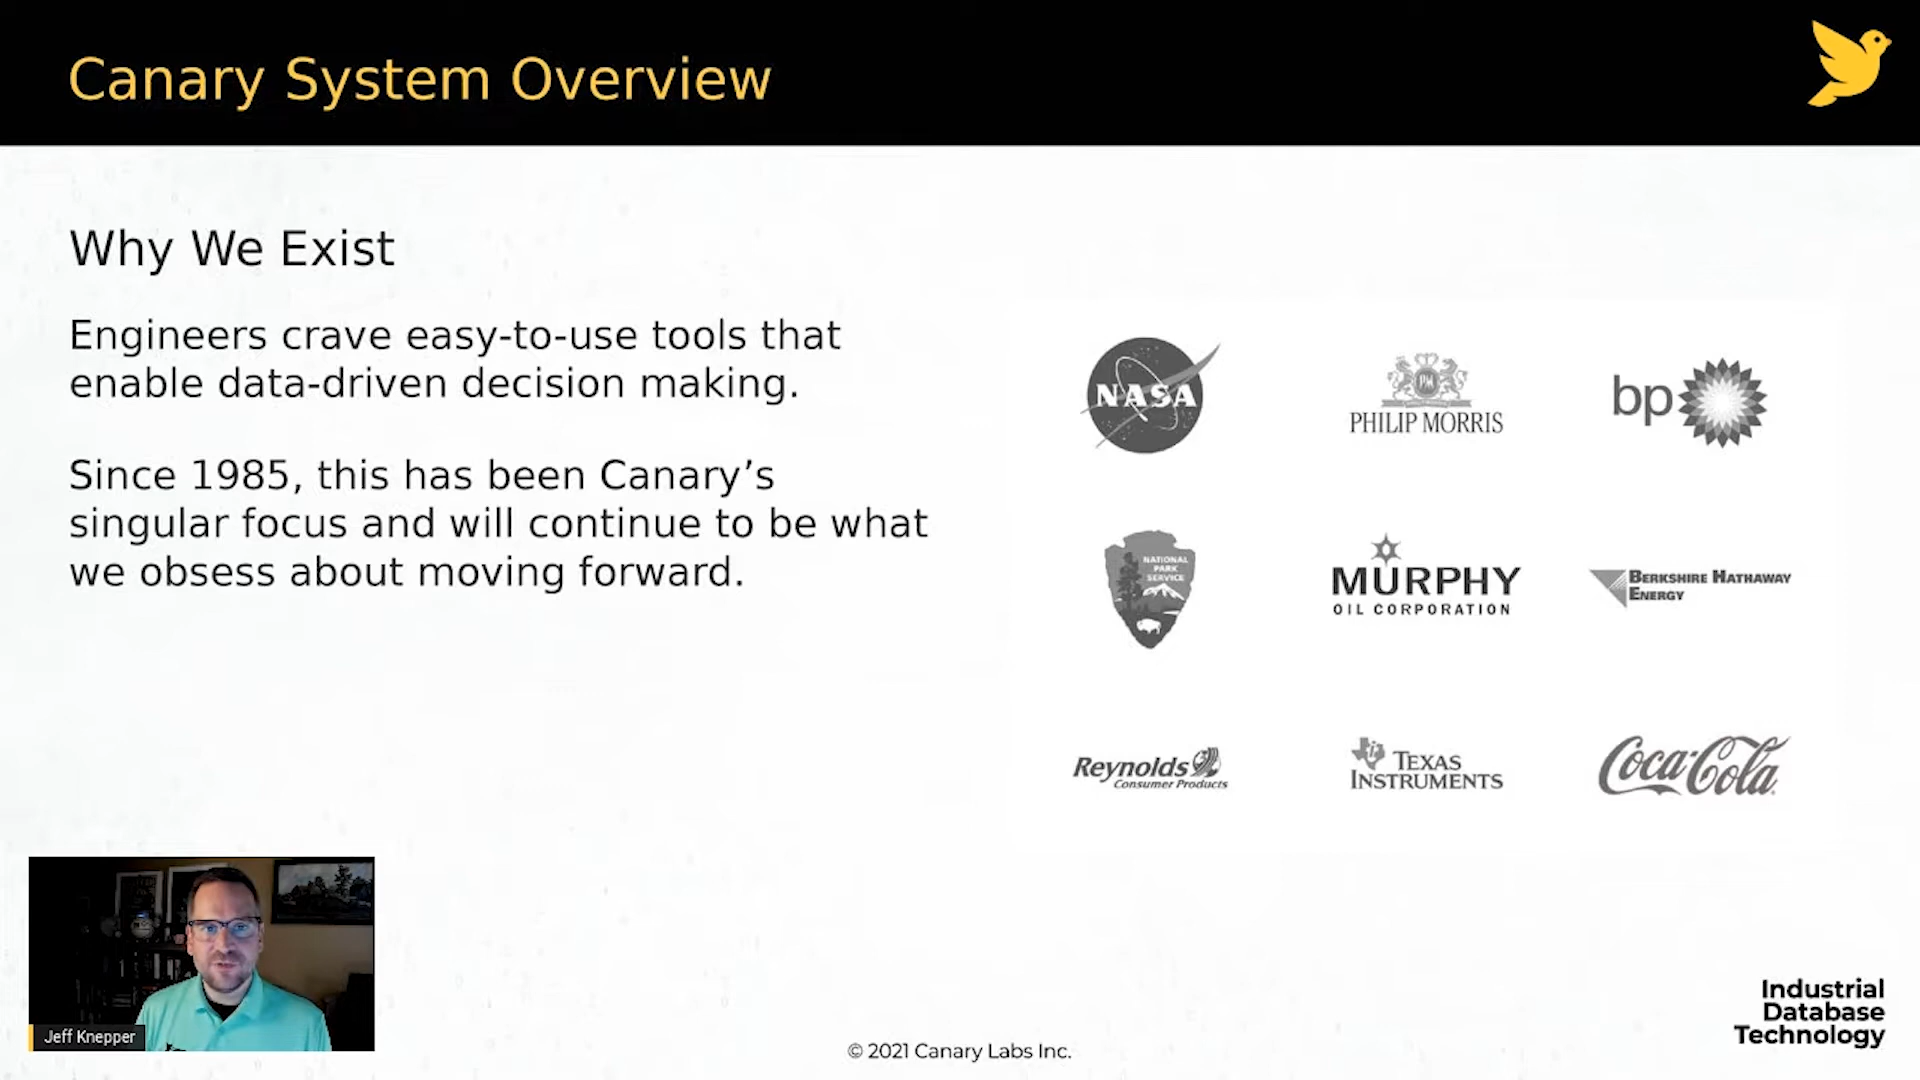 Canary System Overview
Why We Exist
Engineers crave easy-to-use tools that
enable data-driven decision making.
Since 1985, this has been Canary’s
singular focus and will continue to be what
we obsess about moving forward.
NASA
PM
PHILIP MORRIS
bp
NATIONAL
PARK
SERVICE
MURPHY
OIL CORPORATION
BERKSHIRE HATHAWAY
ENERGY
Reynolds
Consumer Products
TEXAS
INSTRUMENTS
Coca-Cola
Jeff Knepper
© 2021 Canary Labs Inc.
Industrial
Database
Technology